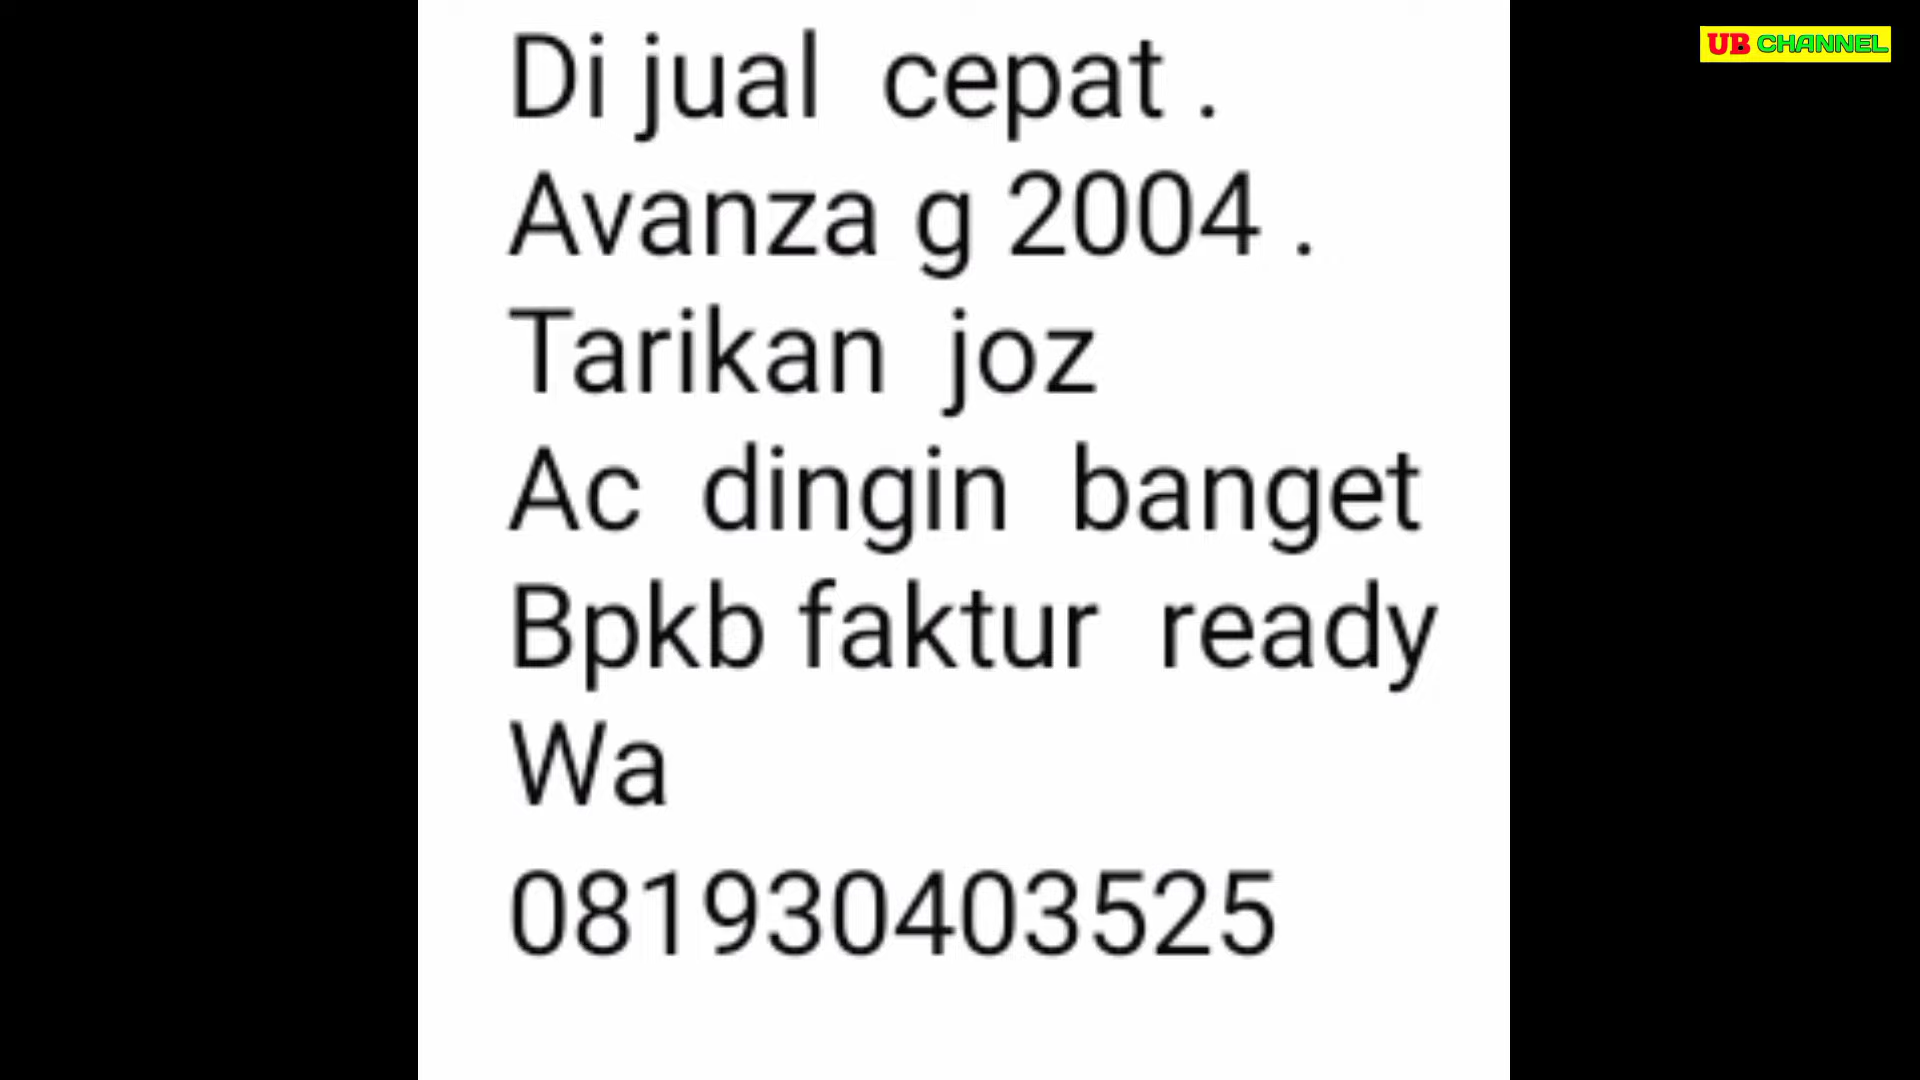 Di jual cepat .
UB CHANNEL
Avanza g 2004 .
Tarikan joz
Ac dingin banget
Bpkb faktur ready
Wa
081930403525